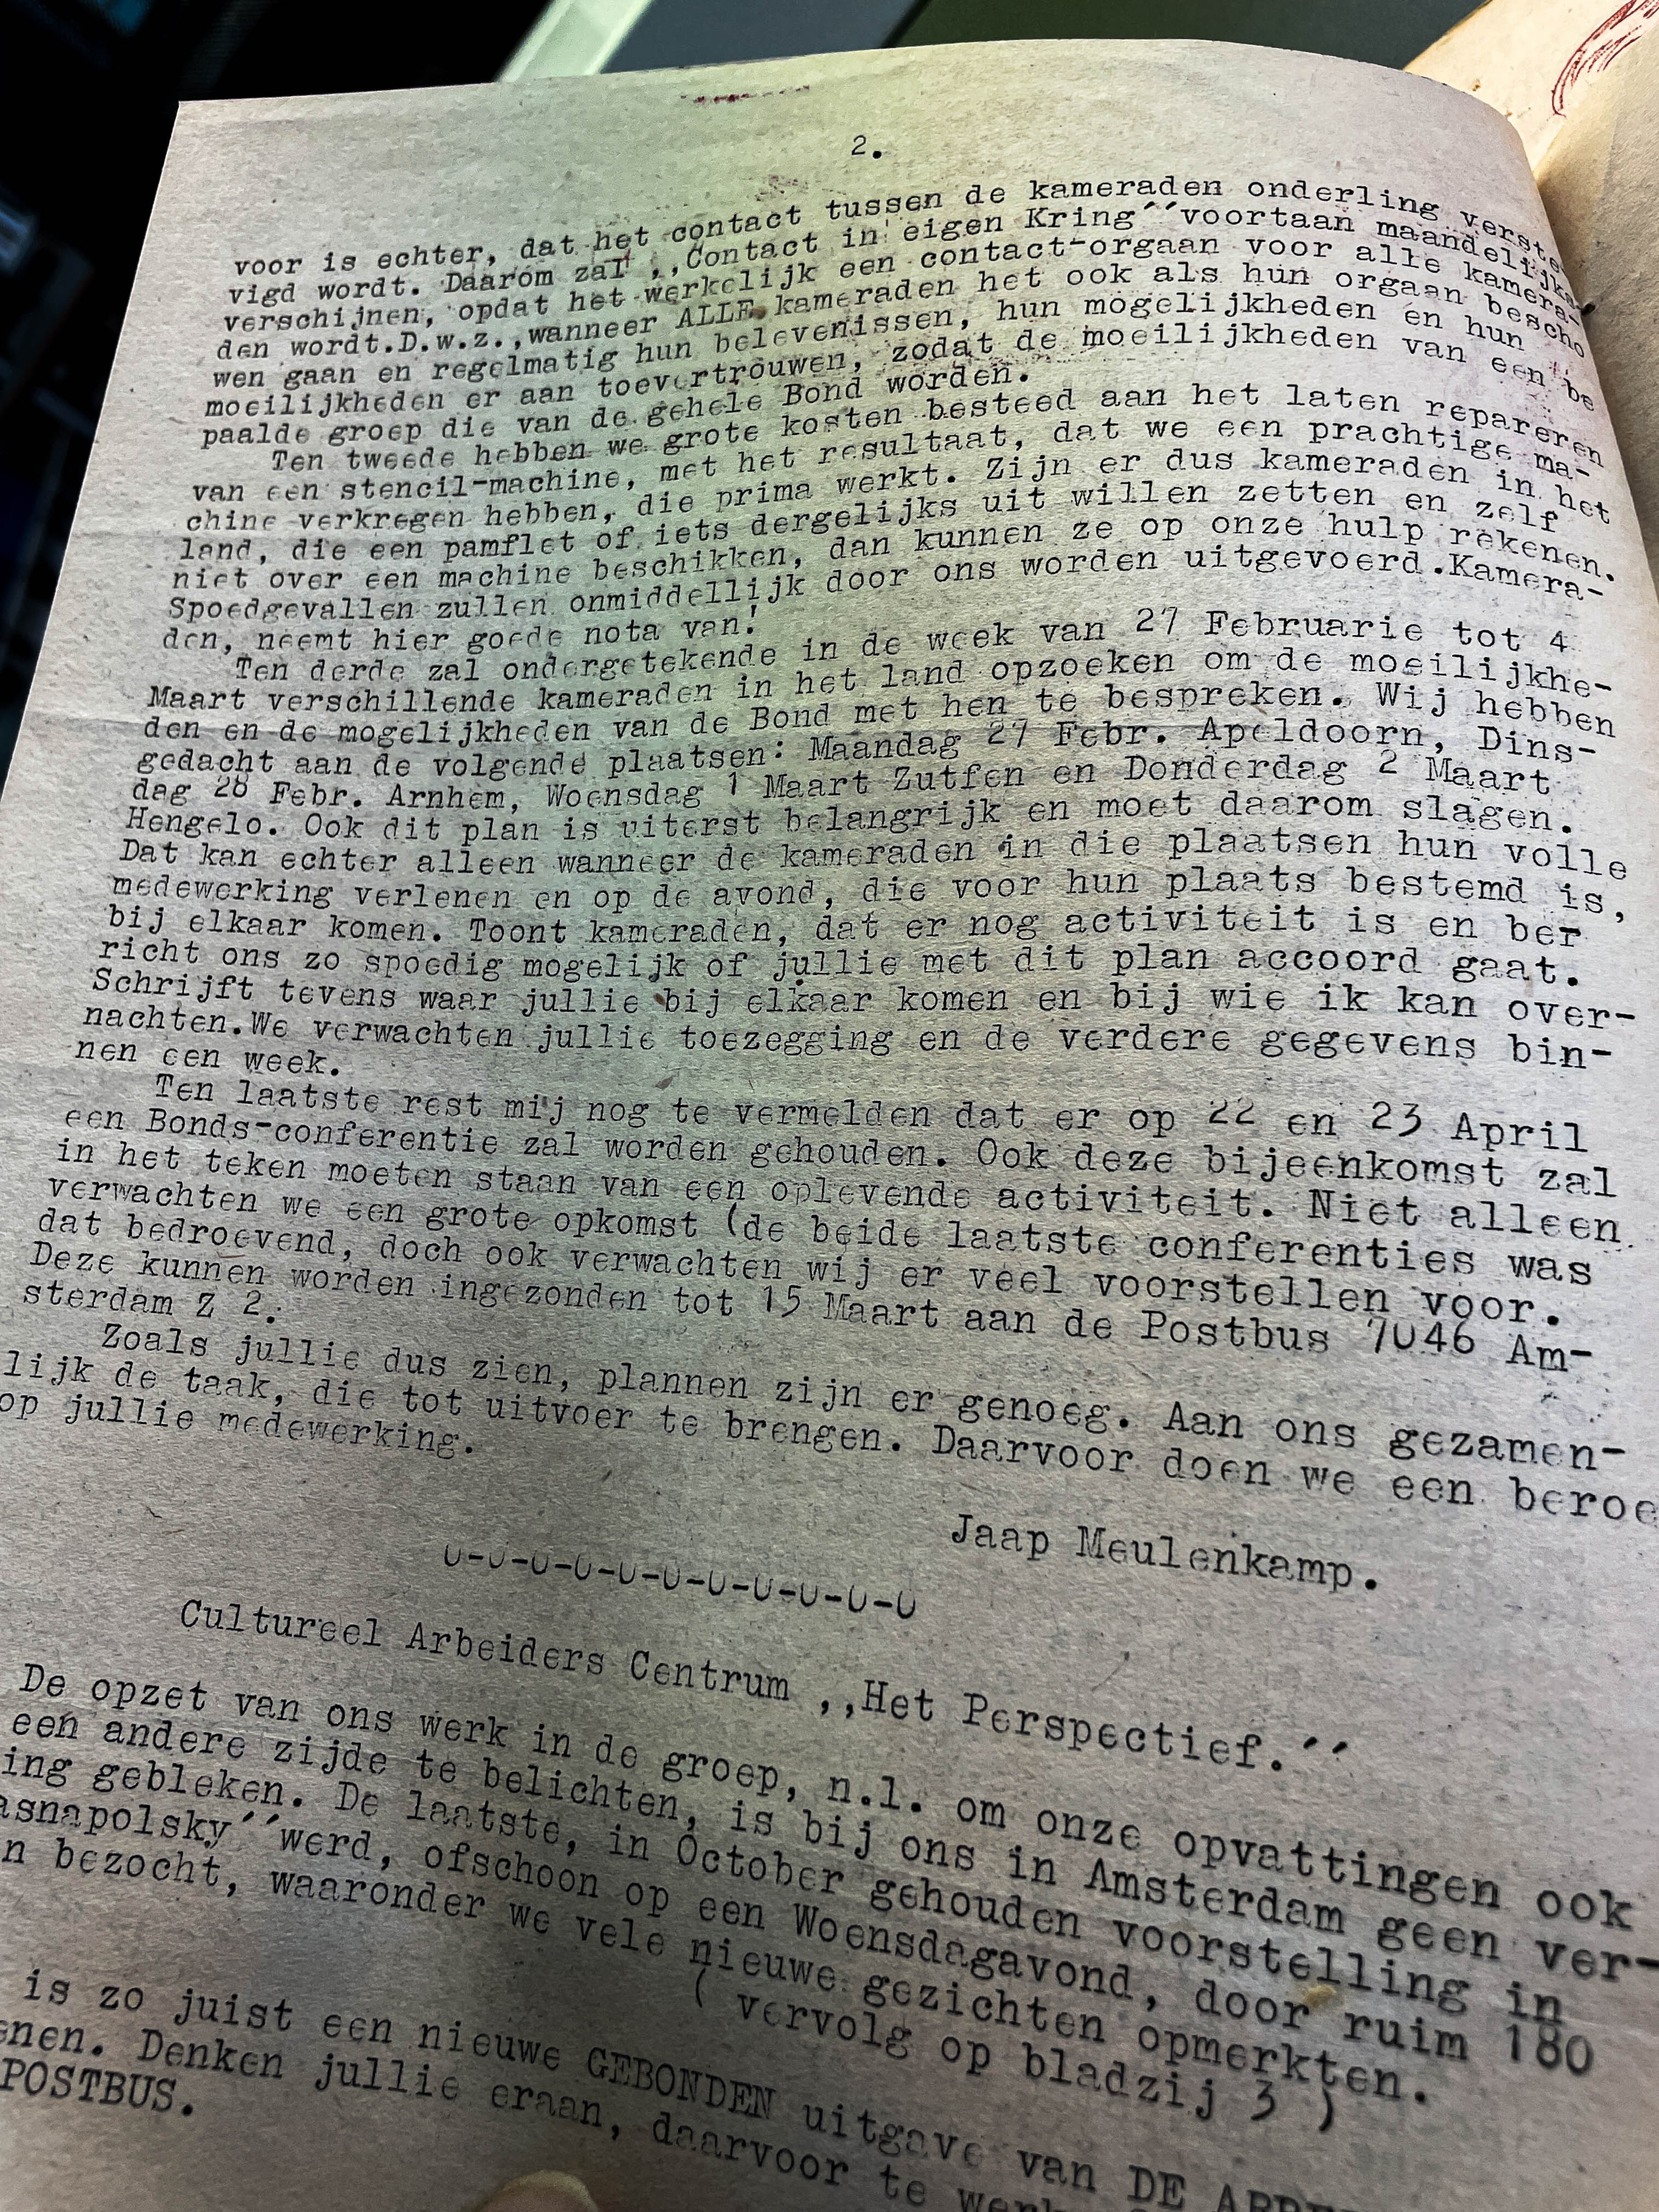 2.
voor is echter, dat het contact tussen de kameraden onderling verste-
vigd wordt. Daarom zal ,,Contact in eigen Kring´´voortaan maandelijks
verschijnen, opdat het werkelijk een contact-orgaan voor alle kamera-
den wordt.D.w.z.,wanneer ALLE kameraden het ook als hun orgaan bescho
wen gaan en regelmatig hun belevenissen, hun mogelijkheden en hun
moeilijkheden er aan toevertrouwen, zodat de moeilijkheden van een be
paalde groep die van de gehele Bond worden.
Ten tweede hebben we grote kosten besteed aan het laten repareren
van een stencil-machine, met het resultaat, dat we een prachtige ma-
chine verkregen hebben, die prima werkt. Zijn er dus kameraden in het
land, die een pamflet of iets dergelijks uit willen zetten en zelf
niet over een machine beschikken, dan kunnen ze op onze hulp rekenen.
Spoedgevallen zullen onmiddellijk door ons worden uitgevoerd.Kamera-
den, neemt hier goede nota van!
Ten derde zal ondergetekende in de week van 27 Februarie tot 4
Maart verschillende kameraden in het land opzoeken om de moeilijkhe-
den en de mogelijkheden van de Bond met hen te bespreken. Wij hebben
gedacht aan de volgende plaatsen: Maandag 27 Febr. Apeldoorn, Dins-
dag 28 Febr. Arnhem, Woensdag 1 Maart Zutfen en Donderdag 2 Maart
Hengelo. Ook dit plan is uiterst belangrijk en moet daarom slagen.
Dat kan echter alleen wanneer de kameraden in die plaatsen hun volle
medewerking verlenen en op de avond, die voor hun plaats bestemd is,
bij elkaar komen. Toont kameraden, dat er nog activiteit is en ber
richt ons zo spoedig mogelijk of jullie met dit plan accoord gaat.
Schrijft tevens waar jullie bij elkaar komen en bij wie ik kan over-
nachten.We verwachten jullie toezegging en de verdere gegevens bin-
nen een week.
Ten laatste rest mij nog te vermelden dat er op 22 en 23 April
een Bonds-conferentie zal worden gehouden. Ook deze bijeenkomst zal
in het teken moeten staan van een oplevende activiteit. Niet alleen
verwachten we een grote opkomst (de beide laatste conferenties was
dat bedroevend, doch ook verwachten wij er veel voorstellen voor.
Deze kunnen worden ingezonden tot 15 Maart aan de Postbus 7046 Am-
sterdam Z 2.
Zoals jullie dus zien, plannen zijn er genoeg. Aan ons gezamen-
lijk de taak, die tot uitvoer te brengen. Daarvoor doen we een beroe
op jullie medewerking.
Jaap Meulenkamp.
U-U-U-U-U-U-U-U-U-U-U
Cultureel Arbeiders Centrum ,,Het Perspectief.´´
De opzet van ons werk in de groep, n.l. om onze opvattingen ook
een andere zijde te belichten, is bij ons in Amsterdam geen ver-
ing gebleken. De laatste, in October gehouden voorstelling in
asnapolsky´´werd, ofschoon op een Woensdagavond, door ruim 180
n bezocht, waaronder we vele nieuwe gezichten opmerkten.
( vervolg op bladzij 3 )
is zo juist een nieuwe GEBONDEN uitgave van DE
enen. Denken jullie eraan, daarvoor te
POSTBUS.